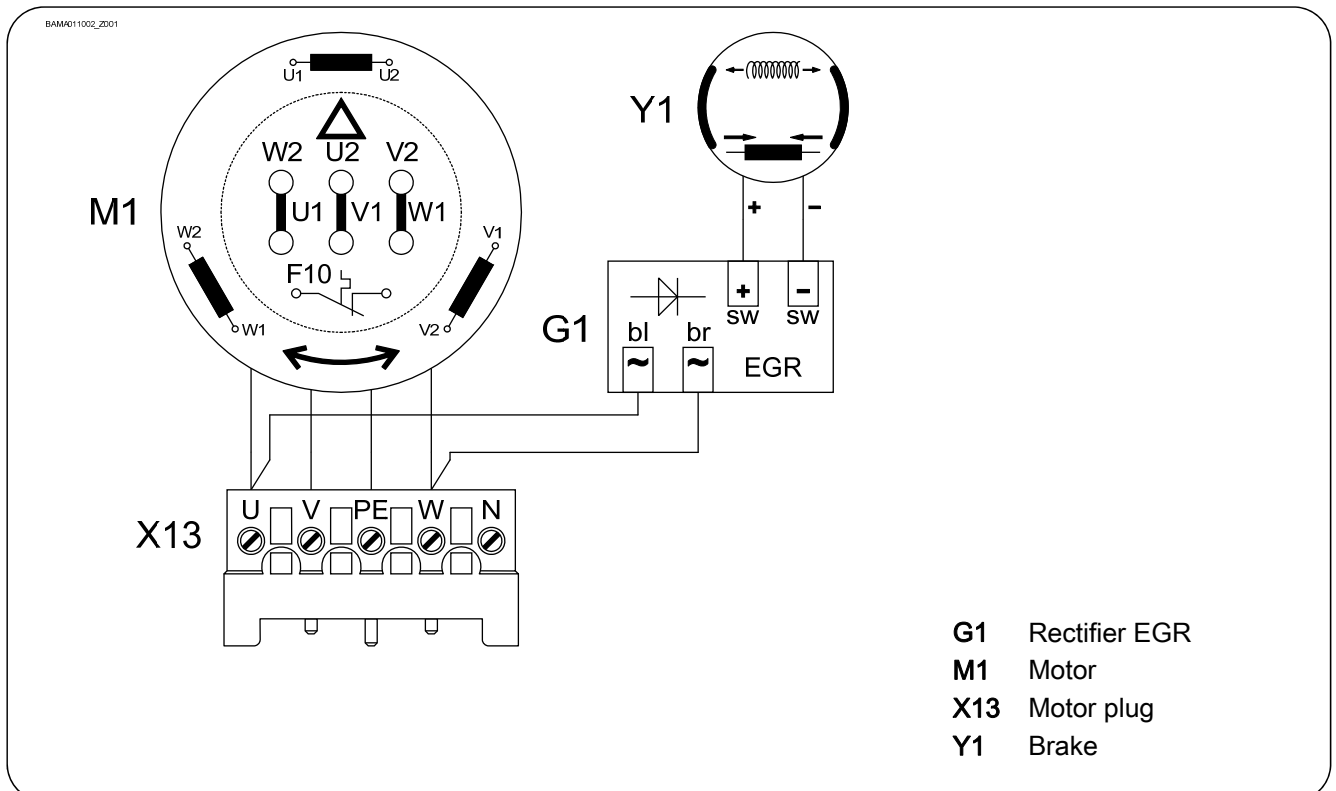 BAMA011002_Z001
U1 U2
Y1
W2 U2 V2
M1
U1 V1 W1
W2 V1
F10
+ -
+ -
sw sw
G1
bl br
W1 V2
~ ~ EGR
U V PE W N
X13
G1 Rectifier EGR
M1 Motor
X13 Motor plug
Y1 Brake